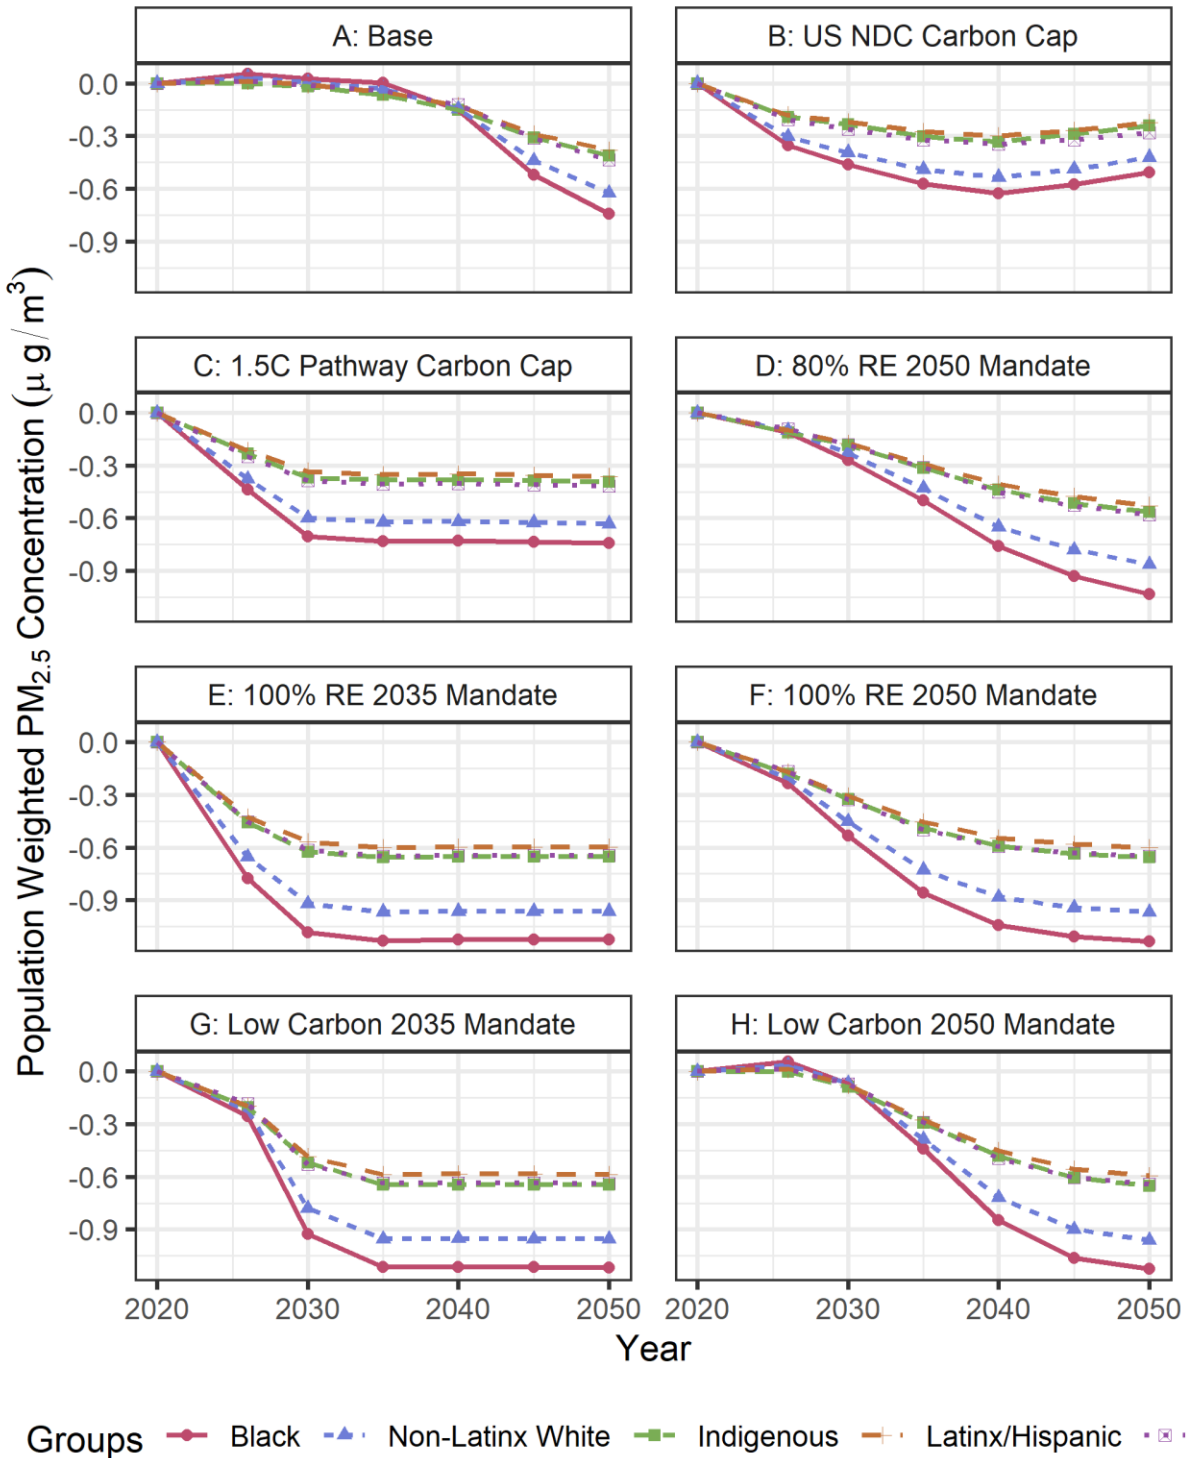 A: Base
B: US NDC Carbon Cap
0.0
-0.3
-0.6
-0.9
C: 1.5C Pathway Carbon Cap
D: 80% RE 2050 Mandate
0.0
-0.3
-0.6
-0.9
E: 100% RE 2035 Mandate
F: 100% RE 2050 Mandate
0.0
-0.3
-0.6
-0.9
G: Low Carbon 2035 Mandate
H: Low Carbon 2050 Mandate
0.0
-0.3
-0.6
-0.9
2020 2030 2040 2050 2020 2030 2040 2050
Population Weighted PM2.5 Concentration (μ g/m³)
Year
Groups Black Non-Latinx White Indigenous Latinx/Hispanic